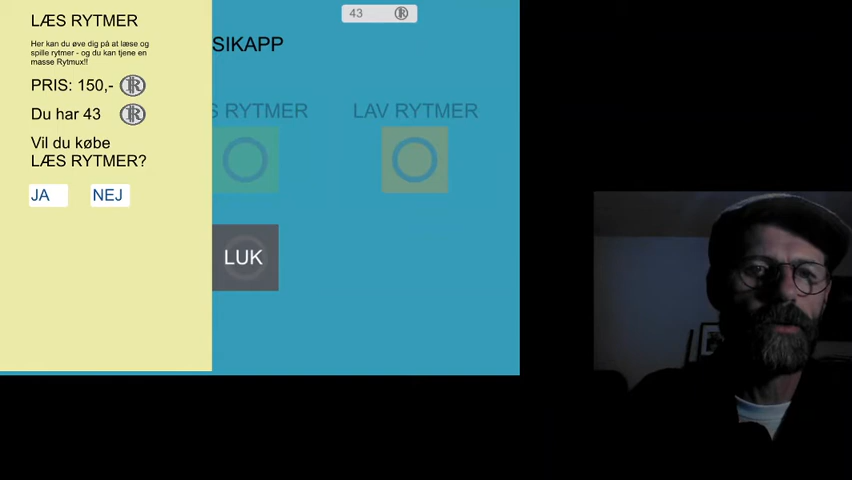 LÆS RYTMER
Her kan du øve dig på at læse og
spille rytmer - og du kan tjene en
masse Rytmux!!
PRIS: 150,-
Du har 43
Vil du købe
LÆS RYTMER?
JA
NEJ
43
SIKAPP
S RYTMER
LAV RYTMER
LUK